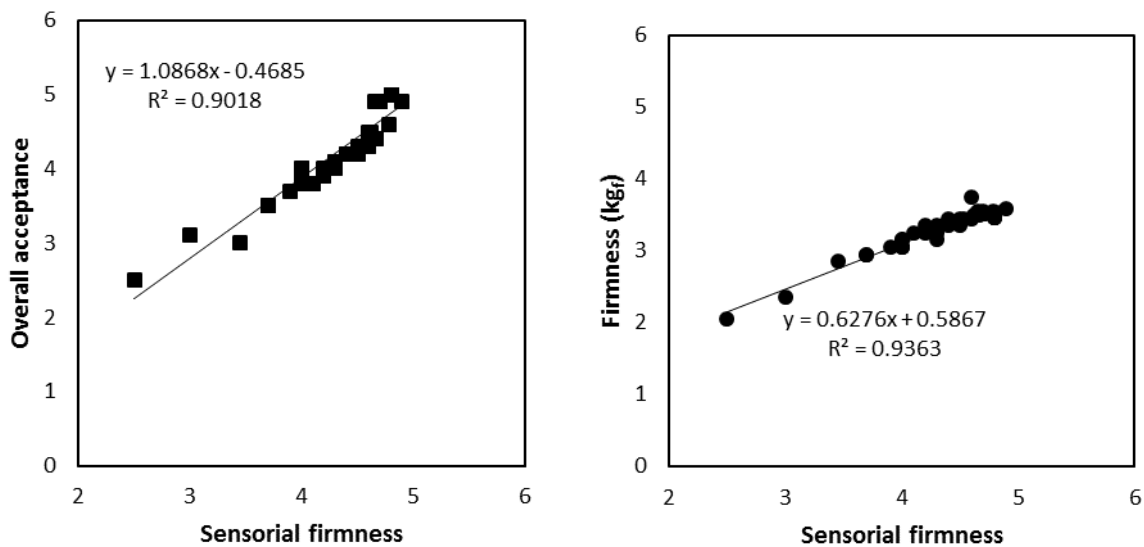 6
5
4
3
2
1
0
Overall acceptance
y = 1.0868x - 0.4685
R² = 0.9018
2 3 4 5 6
Sensorial firmness
6
5
4
3
2
1
0
Firmness (kgf)
y = 0.6276x + 0.5867
R² = 0.9363
2 3 4 5 6
Sensorial firmness